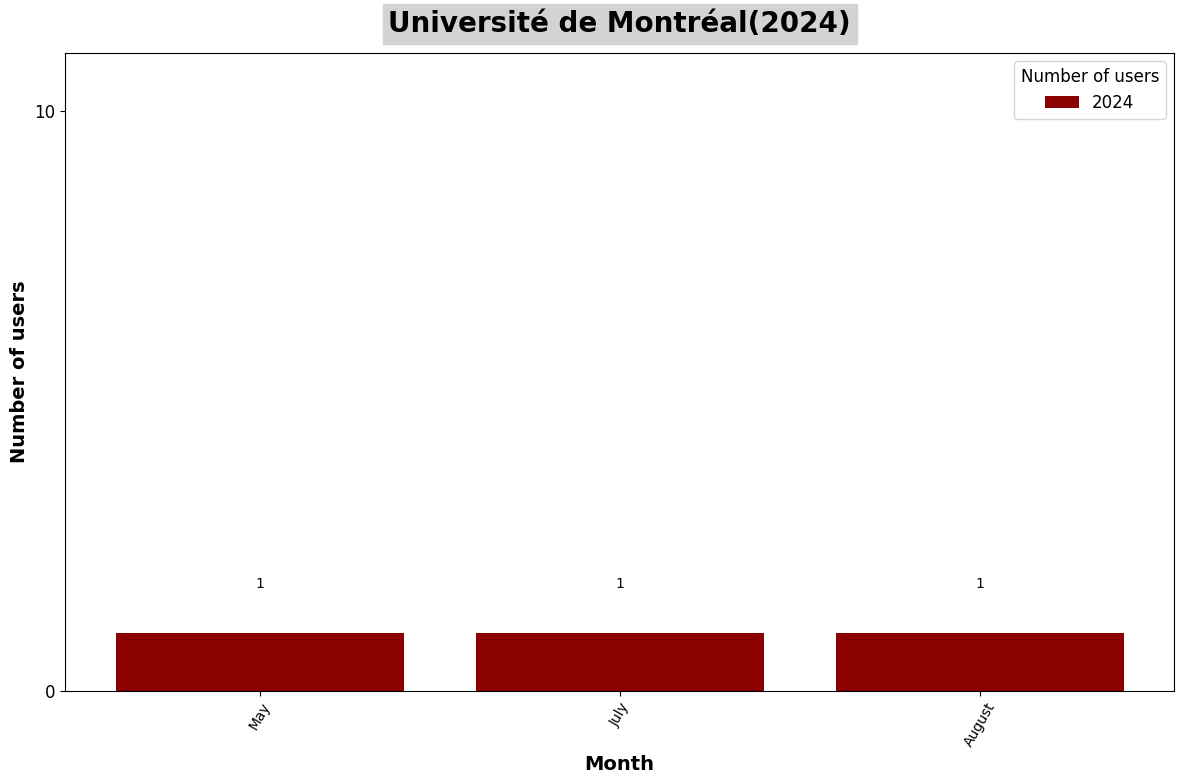 Université de Montréal(2024)
Number of users
2024
10
Number of users
1 1 1
0
May July August
Month